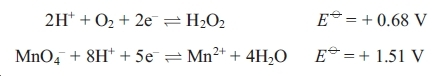 2H⁺ + O₂ + 2e⁻ ⇌ H₂O₂ E⦵ = + 0.68 V
MnO₄⁻ + 8H⁺ + 5e⁻ ⇌ Mn²⁺ + 4H₂O E⦵ = + 1.51 V